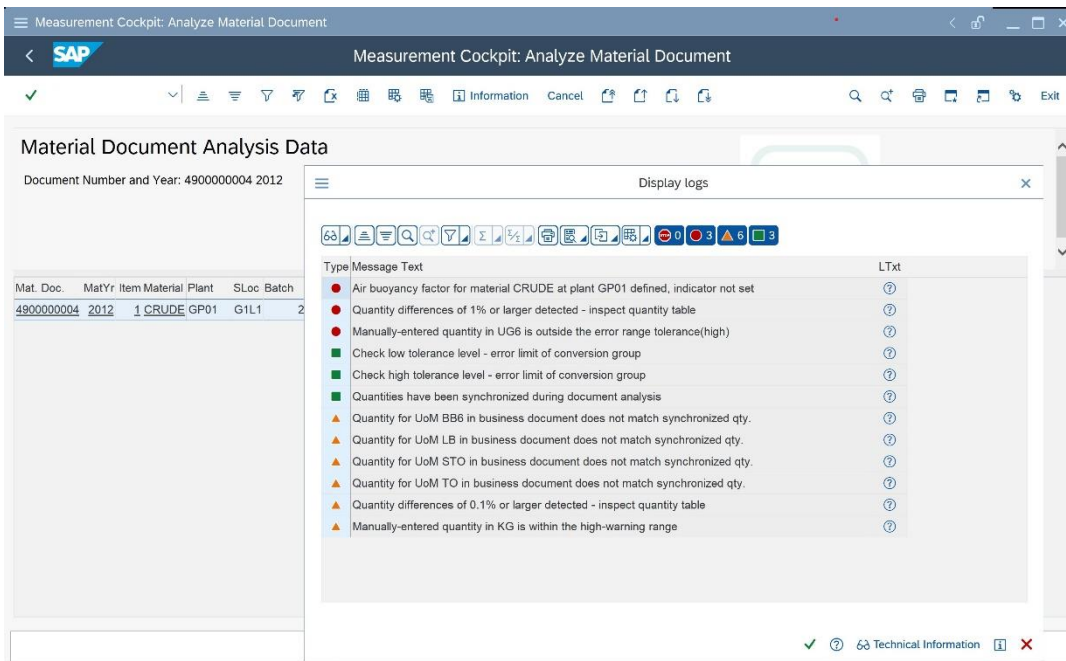 Measurement Cockpit: Analyze Material Document
SAP
Measurement Cockpit: Analyze Material Document
Information Cancel Exit
Material Document Analysis Data
Document Number and Year: 4900000004 2012
Display logs
STOP 0 3 6 3
Type Message Text LTxt
Air buoyancy factor for material CRUDE at plant GP01 defined, indicator not set
Quantity differences of 1% or larger detected - inspect quantity table
Manually-entered quantity in UG6 is outside the error range tolerance(high)
Check low tolerance level - error limit of conversion group
Check high tolerance level - error limit of conversion group
Quantities have been synchronized during document analysis
Quantity for UoM BB6 in business document does not match synchronized qty.
Quantity for UoM LB in business document does not match synchronized qty.
Quantity for UoM STO in business document does not match synchronized qty.
Quantity for UoM TO in business document does not match synchronized qty.
Quantity differences of 0.1% or larger detected - inspect quantity table
Manually-entered quantity in KG is within the high-warning range
Mat. Doc. MatYr Item Material Plant SLoc Batch
4900000004 2012 1 CRUDE GP01 G1L1 2
Technical Information